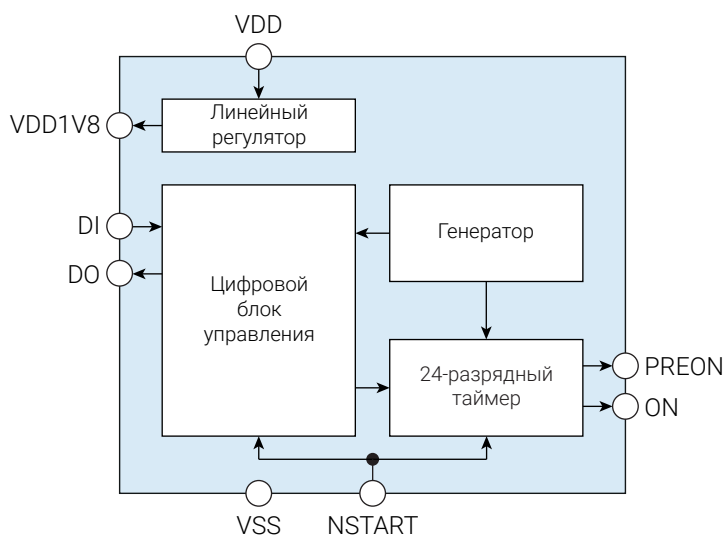 VDD
Линейный
регулятор
VDD1V8
DI
DO
Цифровой
блок
управления
Генератор
24-разрядный
таймер
PREON
ON
VSS
NSTART